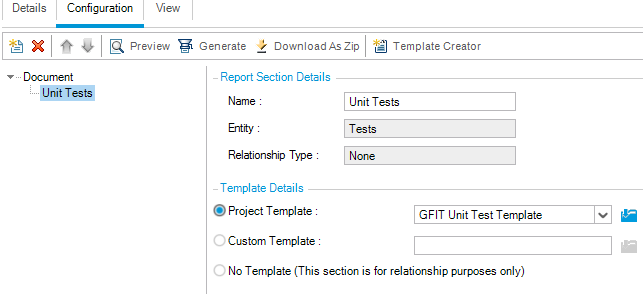 Details Configuration View
Preview Generate Download As Zip Template Creator
Document
Unit Tests
Report Section Details
Name : Unit Tests
Entity : Tests
Relationship Type : None
Template Details
Project Template : GFIT Unit Test Template
Custom Template :
No Template (This section is for relationship purposes only)